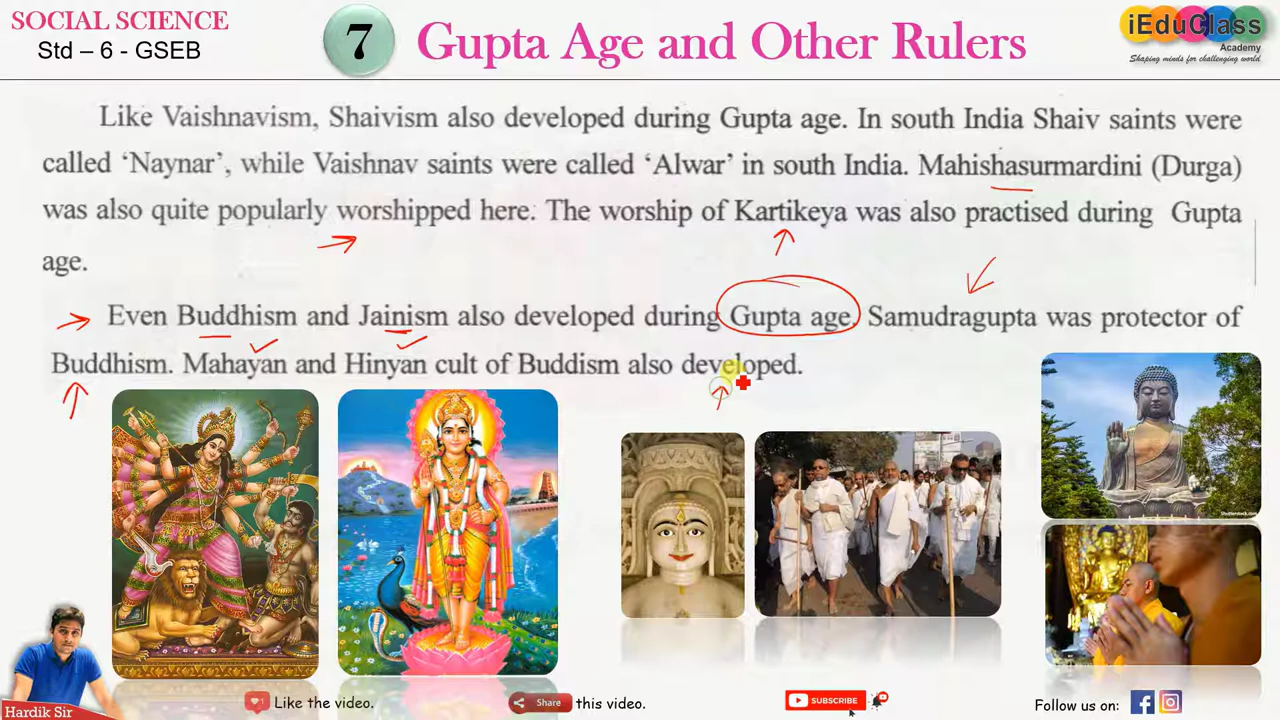 SOCIAL SCIENCE
Std – 6 - GSEB
7
Gupta Age and Other Rulers
iEduClass
Academy
Shaping minds for challenging world
Like Vaishnavism, Shaivism also developed during Gupta age. In south India Shaiv saints were
called ‘Naynar’, while Vaishnav saints were called ‘Alwar’ in south India. Mahishasurmardini (Durga)
was also quite popularly worshipped here. The worship of Kartikeya was also practised during Gupta
age.
Even Buddhism and Jainism also developed during Gupta age. Samudragupta was protector of
Buddhism. Mahayan and Hinyan cult of Buddism also developed.
shutterstock.com
Hardik Sir
1
Like the video.
Share
this video.
SUBSCRIBE
Follow us on: